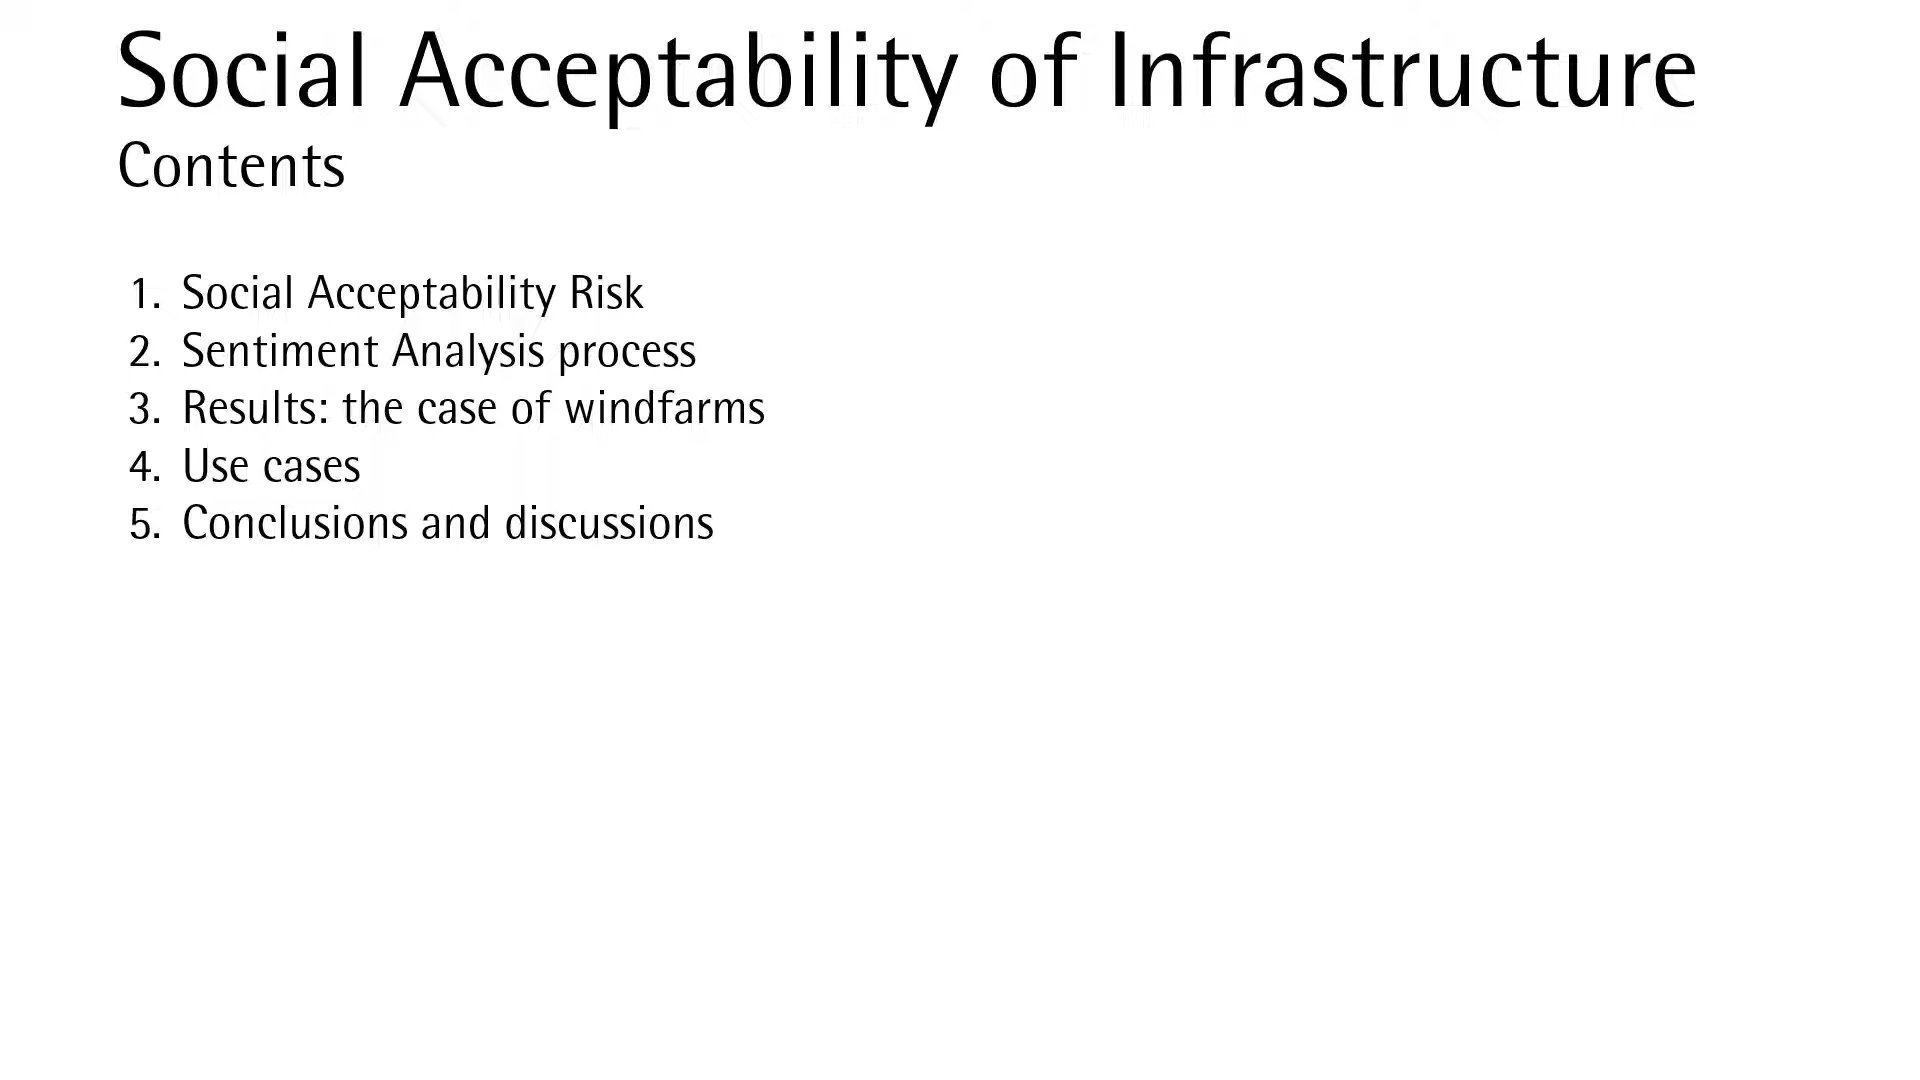 Social Acceptability of Infrastructure
Contents
1. Social Acceptability Risk
2. Sentiment Analysis process
3. Results: the case of windfarms
4. Use cases
5. Conclusions and discussions